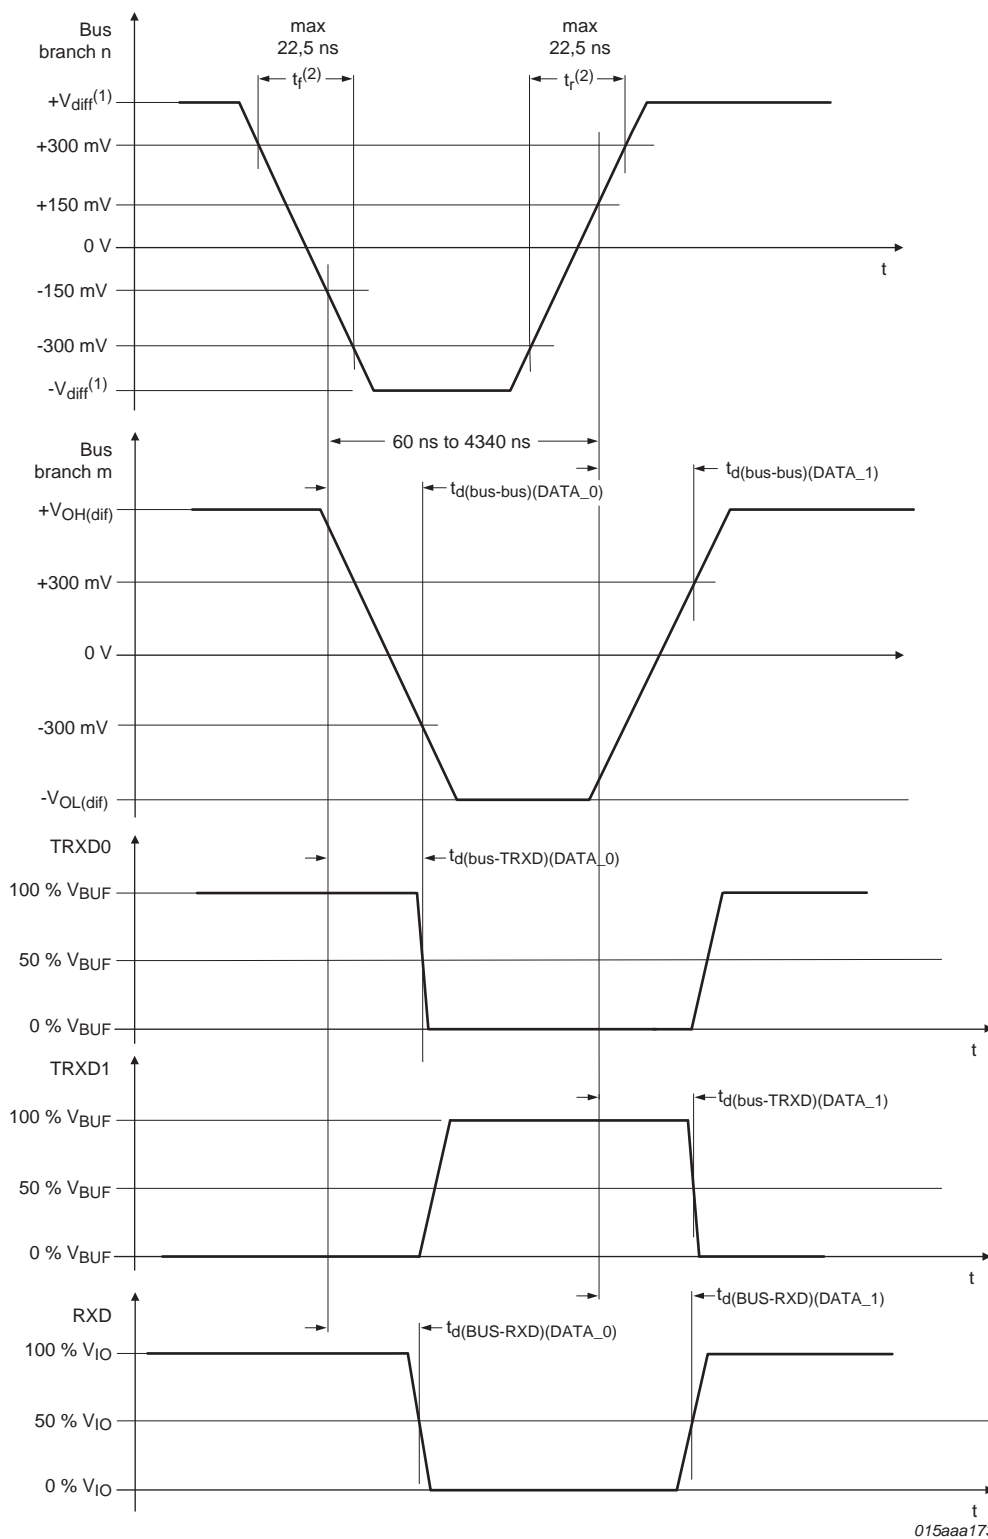 Bus
branch n
max
22,5 ns
max
22,5 ns
tf(2)
tr(2)
+Vdiff(1)
+300 mV
+150 mV
0 V
t
-150 mV
-300 mV
-Vdiff(1)
60 ns to 4340 ns
Bus
branch m
td(bus-bus)(DATA_0)
td(bus-bus)(DATA_1)
+VOH(dif)
+300 mV
0 V
-300 mV
-VOL(dif)
TRXD0
td(bus-TRXD)(DATA_0)
100 % VBUF
50 % VBUF
0 % VBUF
t
TRXD1
td(bus-TRXD)(DATA_1)
100 % VBUF
50 % VBUF
0 % VBUF
t
RXD
td(BUS-RXD)(DATA_1)
td(BUS-RXD)(DATA_0)
100 % VIO
50 % VIO
0 % VIO
t